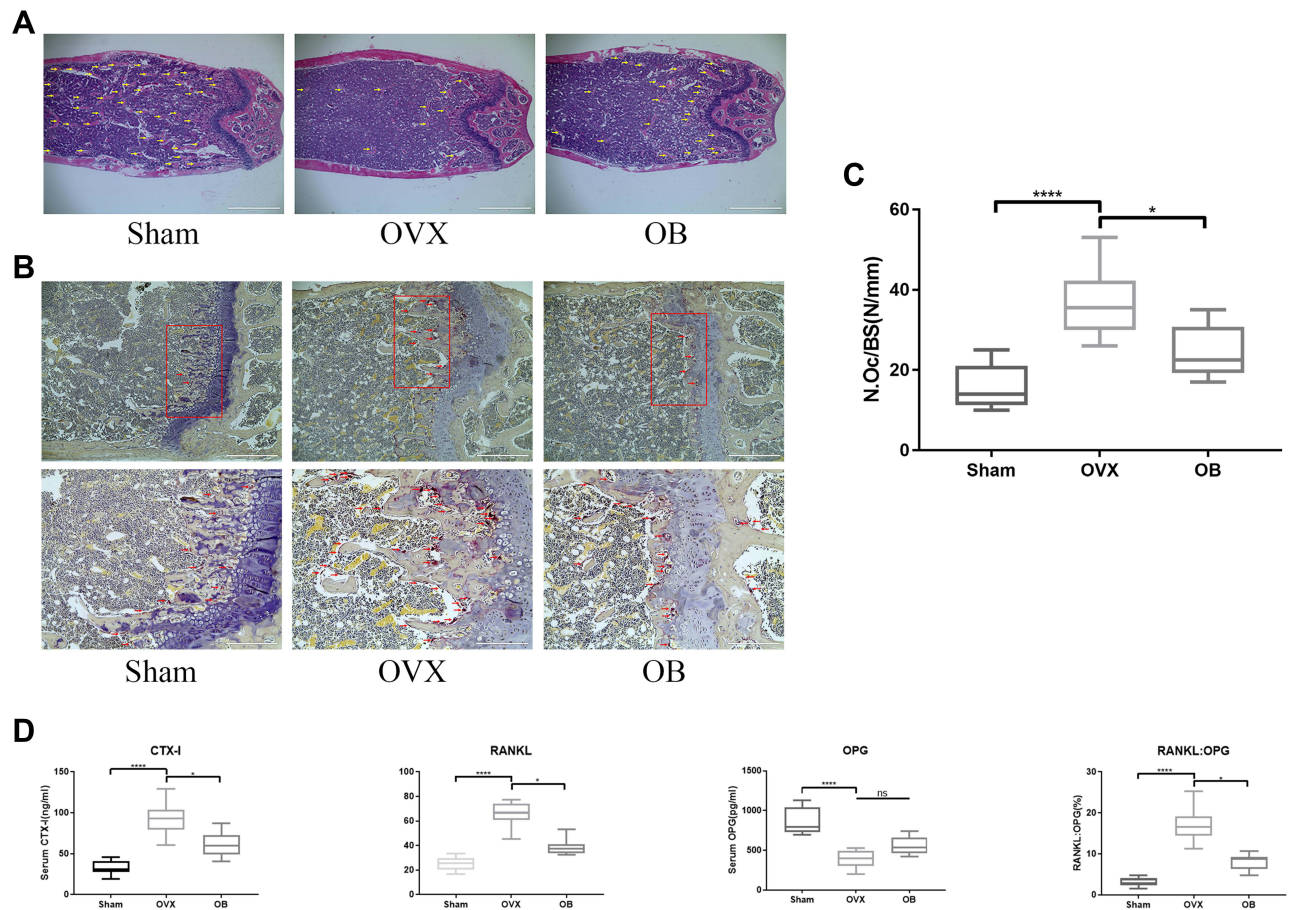 A
Sham
OVX
OB
B
Sham
OVX
OB
C
60
40
20
0
N.Oc/BS(N/mm)
****
*
Sham
OVX
OB
D
CTX-I
150
100
50
0
Serum CTX-I(ng/ml)
****
*
Sham
OVX
OB
RANKL
100
80
60
40
20
0
****
*
Sham
OVX
OB
OPG
1500
1000
500
0
Serum OPG(pg/ml)
****
ns
Sham
OVX
OB
RANKL:OPG
30
20
10
0
RANKL:OPG(%)
****
*
Sham
OVX
OB